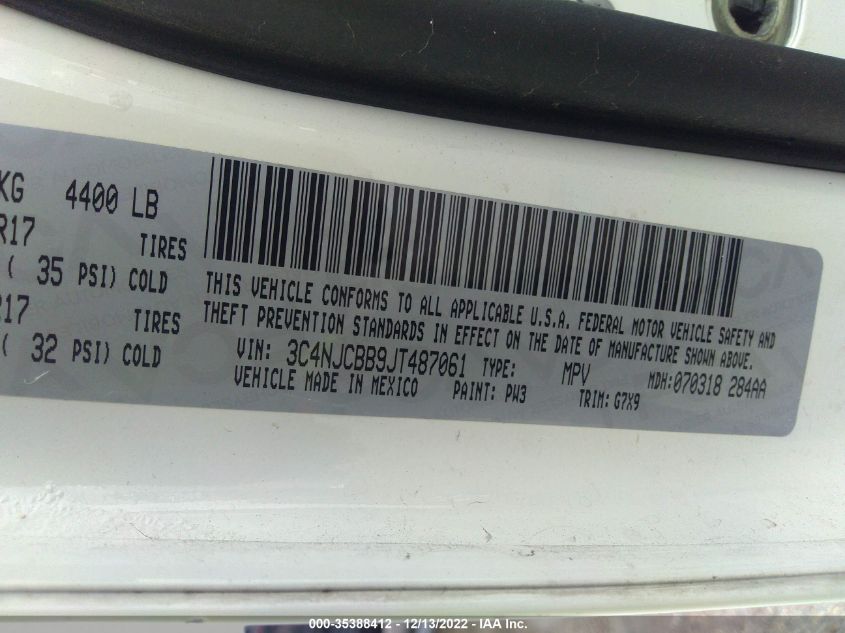 KG 4400 LB
R17 TIRES
( 35 PSI) COLD
R17 TIRES
( 32 PSI) COLD
THIS VEHICLE CONFORMS TO ALL APPLICABLE U.S.A. FEDERAL MOTOR VEHICLE SAFETY AND
THEFT PREVENTION STANDARDS IN EFFECT ON THE DATE OF MANUFACTURE SHOWN ABOVE.
VIN: 3C4NJCBB9JT487061 TYPE: MPV MDH:070318 284AA
VEHICLE MADE IN MEXICO PAINT: PW3 TRIM: G7X9
000-35388412 - 12/13/2022 - IAA Inc.